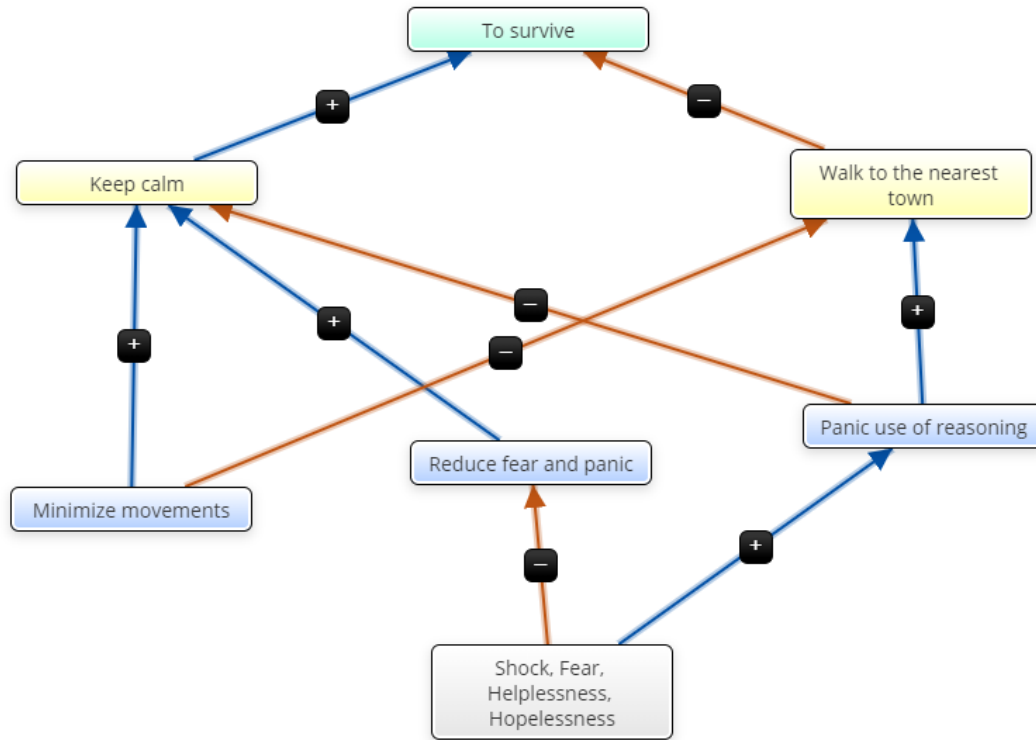 To survive
+
−
Keep calm
Walk to the nearest
town
−
+
+
+
−
Panic use of reasoning
Reduce fear and panic
Minimize movements
+
−
Shock, Fear,
Helplessness,
Hopelessness